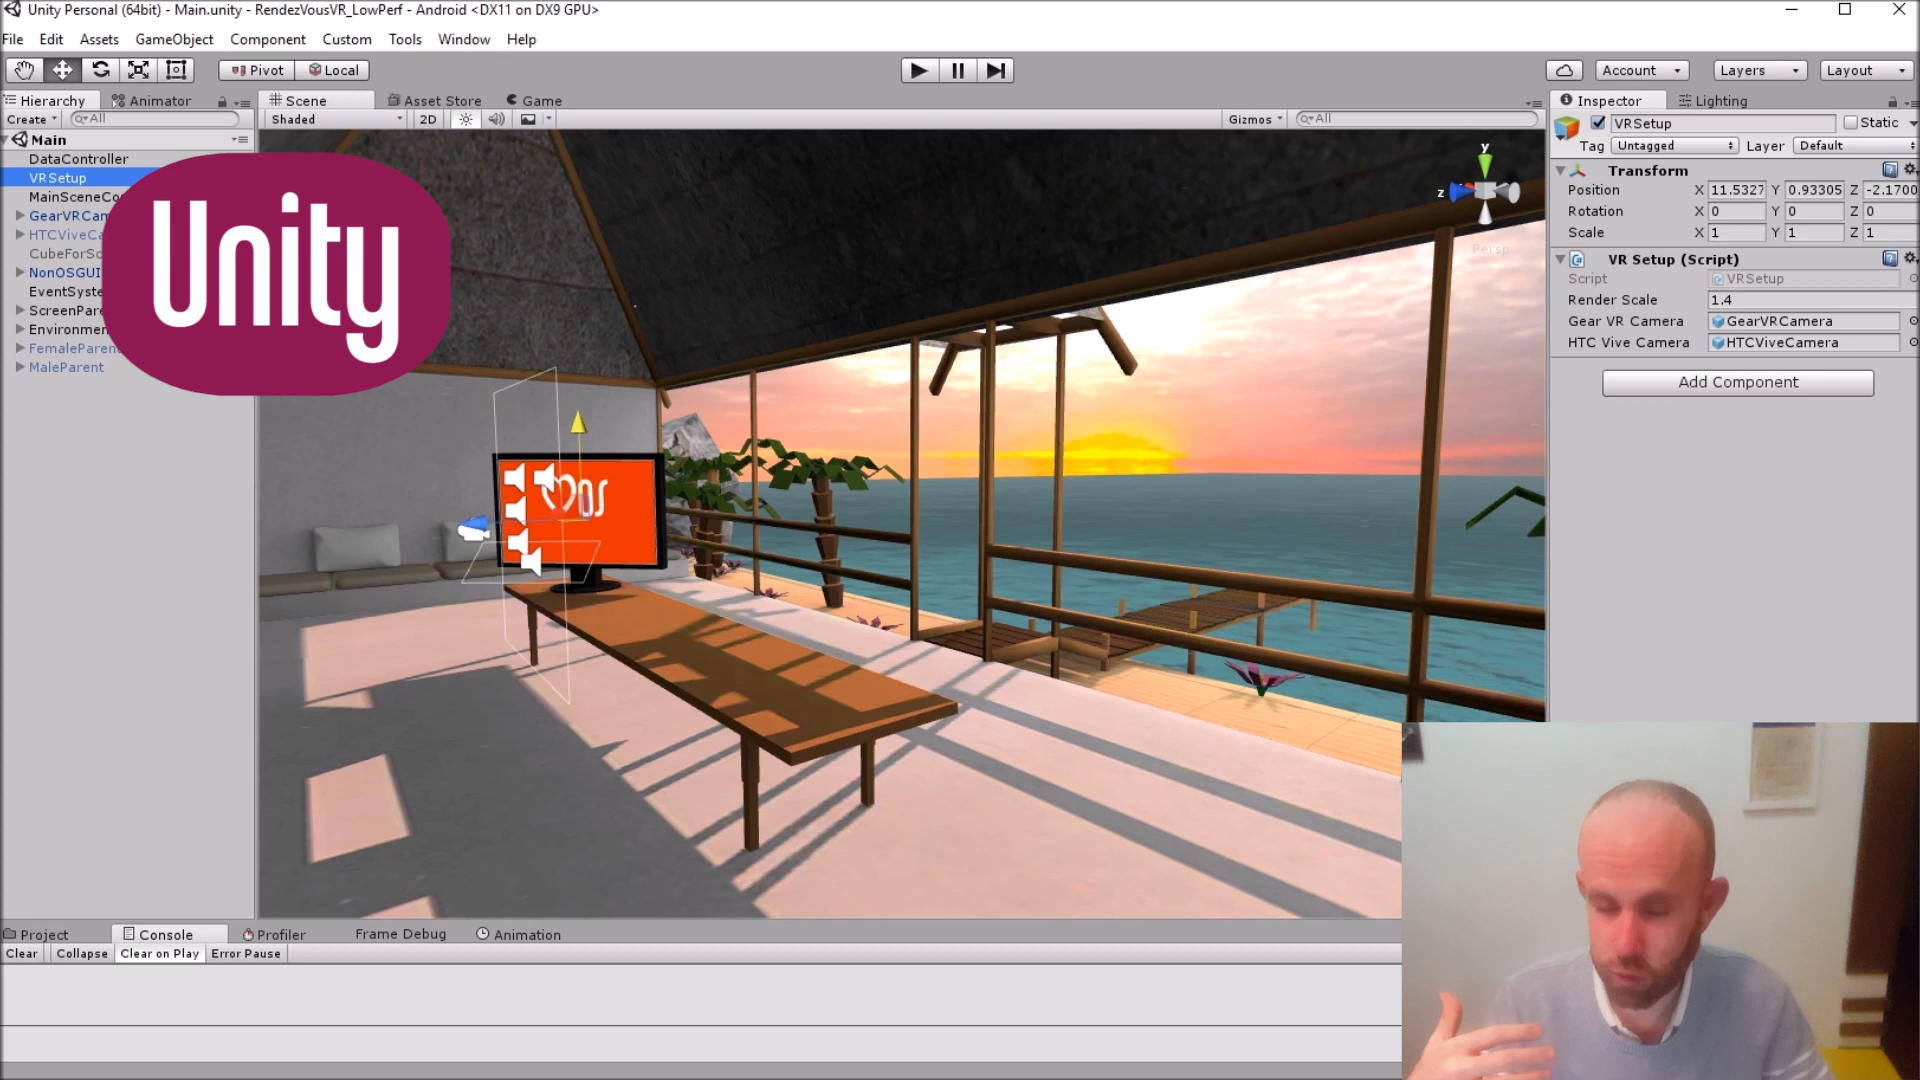 Unity Personal (64bit) - Main.unity - RendezVousVR_LowPerf - Android <DX11 on DX9 GPU>
File Edit Assets GameObject Component Custom Tools Window Help
Pivot Local Account Layers Layout
Hierarchy Animator Scene Asset Store Game Inspector Lighting
Create All Shaded 2D Gizmos All
VRSetup Static
Tag Untagged Layer Default
Main
DataController
VRSetup
MainSceneCo
GearVRCam
HTCViveCa
CubeForSc
NonOSGUI
EventSyste
ScreenPare
Environmen
FemaleParent
MaleParent
Unity
y
z
Persp
Transform
Position X 11.5327 Y 0.93305 Z -2.1700
Rotation X 0 Y 0 Z 0
Scale X 1 Y 1 Z 1
VR Setup (Script)
Script VRSetup
Render Scale 1.4
Gear VR Camera GearVRCamera
HTC Vive Camera HTCViveCamera
Add Component
Project Console Profiler Frame Debug Animation
Clear Collapse Clear on Play Error Pause